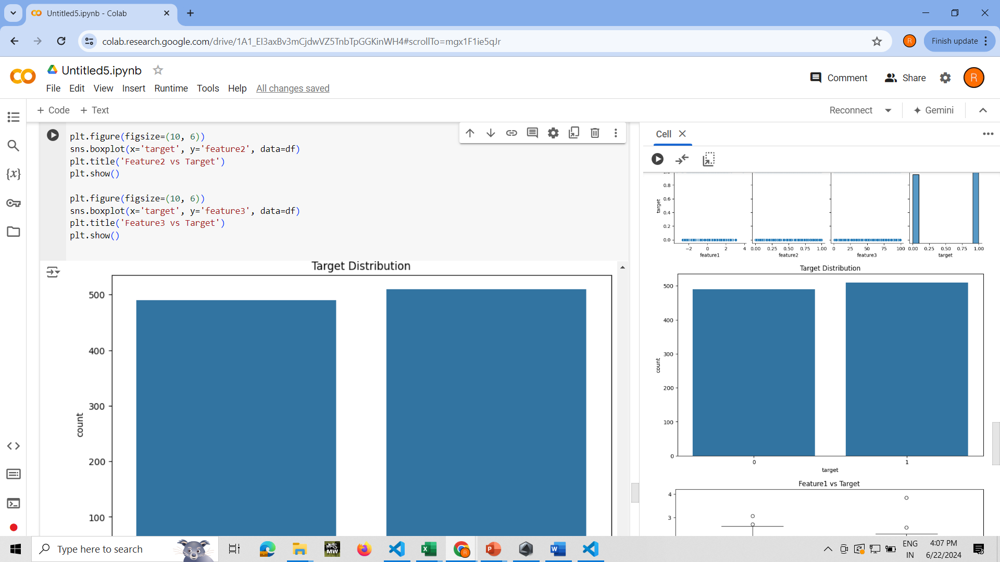 Untitled5.ipynb - Colab
colab.research.google.com/drive/1A1_EI3axBv3mCjdwVZ5TnbTpGGKinWH4#scrollTo=mgx1F1ie5qJr
R
Finish update
Untitled5.ipynb
File Edit View Insert Runtime Tools Help All changes saved
Comment
Share
R
+ Code + Text
Reconnect
Gemini
{x}
plt.figure(figsize=(10, 6))
sns.boxplot(x='target', y='feature2', data=df)
plt.title('Feature2 vs Target')
plt.show()
plt.figure(figsize=(10, 6))
sns.boxplot(x='target', y='feature3', data=df)
plt.title('Feature3 vs Target')
plt.show()
Target Distribution
500
400
300
200
100
count
Cell
0.8
0.6
0.4
0.2
0.0
target
−2 0 2 4 0.00 0.25 0.50 0.75 1.00 0 25 50 75 100 0.00 0.25 0.50 0.75 1.00
feature1 feature2 feature3 target
Target Distribution
500
400
300
200
100
0
count
0 1
target
Feature1 vs Target
4
3
Type here to search
MW
ENG
IN
4:07 PM
6/22/2024